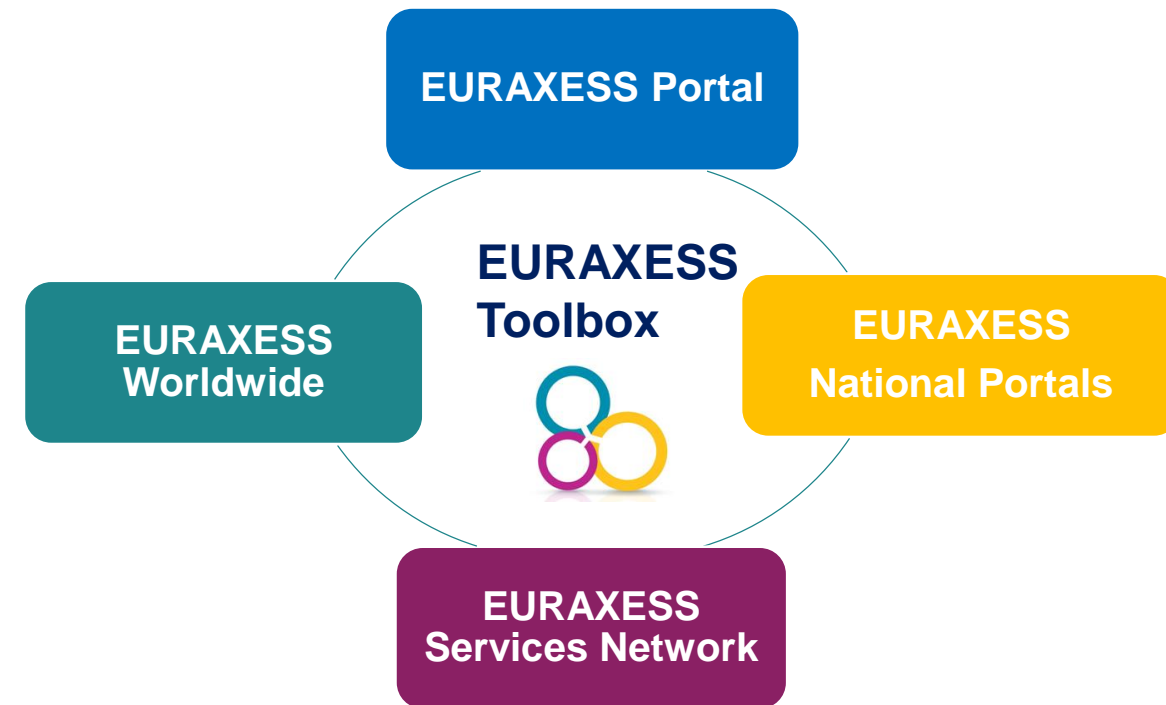 EURAXESS Portal
EURAXESS
Toolbox
EURAXESS
Worldwide
EURAXESS
National Portals
EURAXESS
Services Network